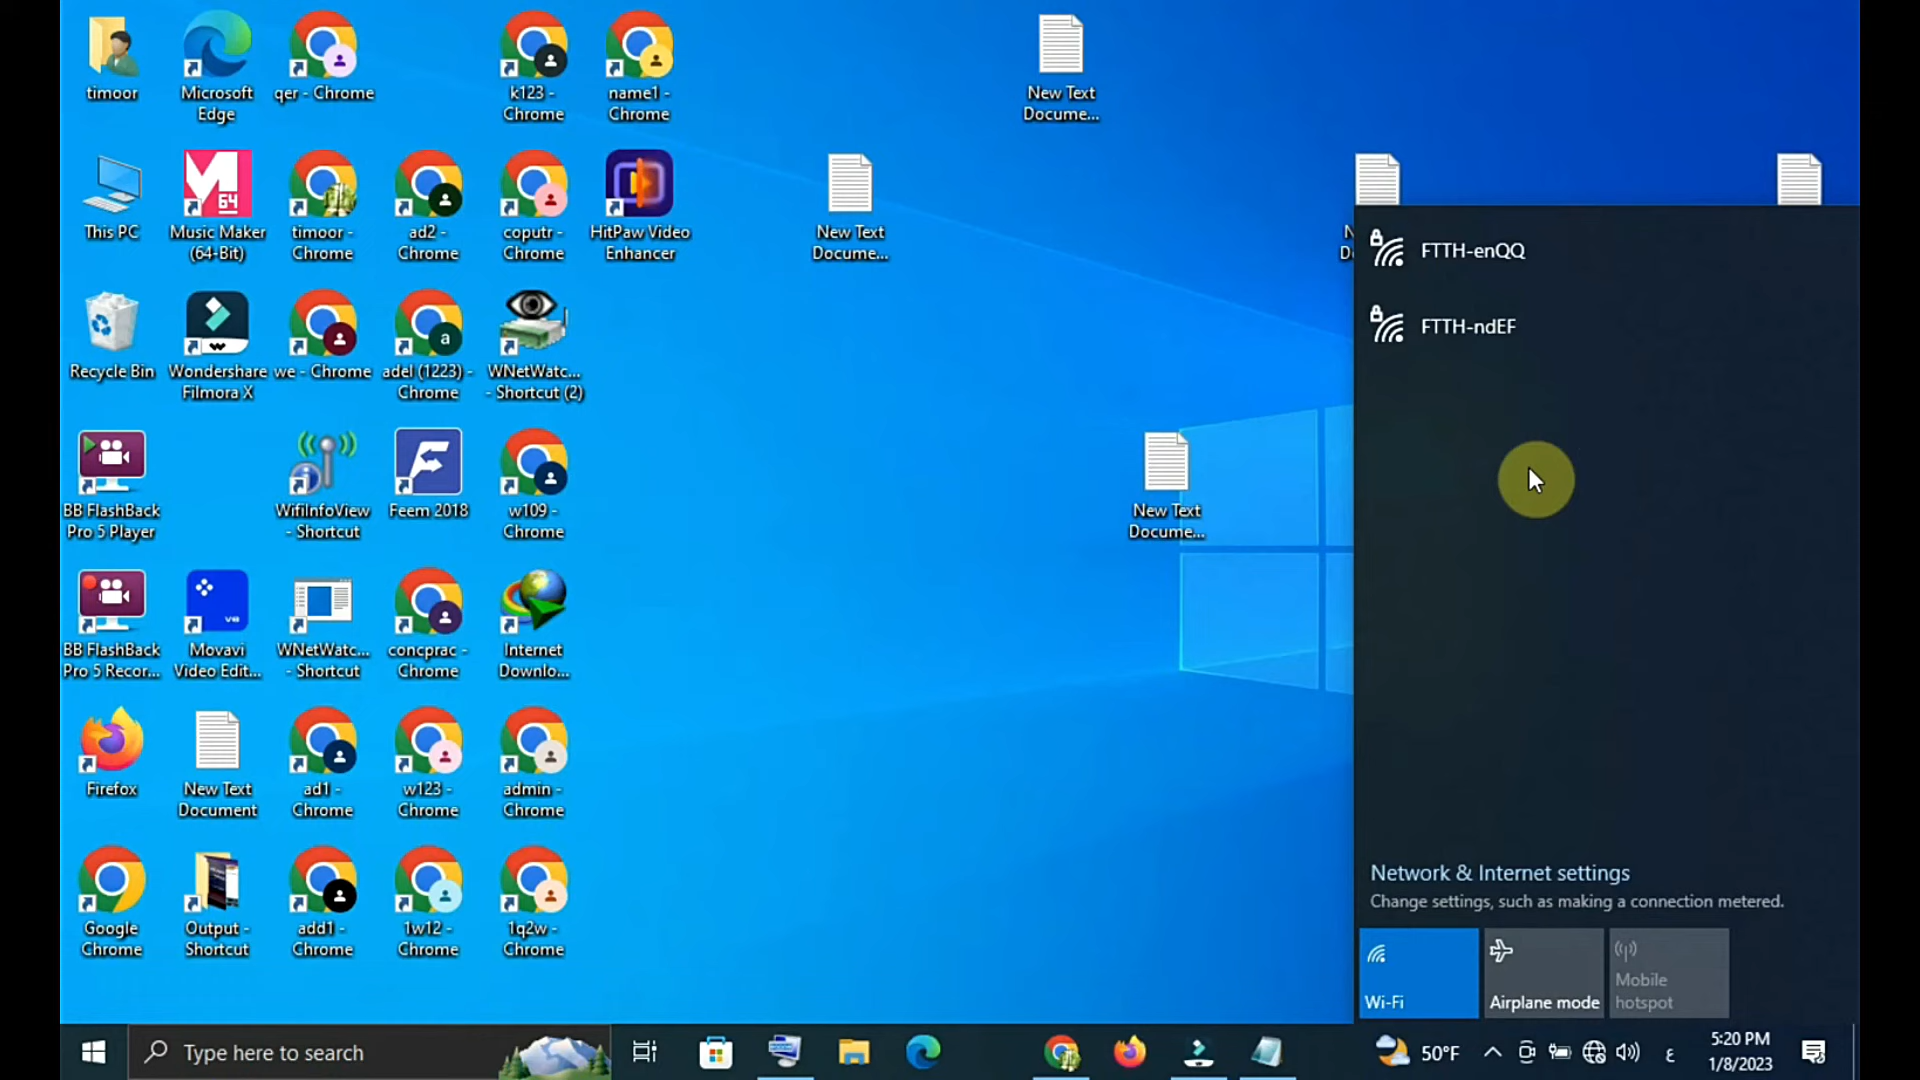 timoor
Microsoft
Edge
qer - Chrome
k123 -
Chrome
name1 -
Chrome
New Text
Docume...
This PC
Music Maker
(64-Bit)
timoor -
Chrome
ad2 -
Chrome
coputr -
Chrome
HitPaw Video
Enhancer
New Text
Docume...
FTTH-enQQ
FTTH-ndEF
Recycle Bin
Wondershare
Filmora X
we - Chrome
adel (1223) -
Chrome
WNetWatc...
- Shortcut (2)
BB FlashBack
Pro 5 Player
WifiInfoView
- Shortcut
Feem 2018
w109 -
Chrome
New Text
Docume...
BB FlashBack
Pro 5 Recor...
Movavi
Video Edit...
WNetWatc...
- Shortcut
concprac -
Chrome
Internet
Downlo...
Firefox
New Text
Document
ad1 -
Chrome
w123 -
Chrome
admin -
Chrome
Google
Chrome
Output -
Shortcut
add1 -
Chrome
1w12 -
Chrome
1q2w -
Chrome
Network & Internet settings
Change settings, such as making a connection metered.
Wi-Fi
Airplane mode
Mobile
hotspot
Type here to search
50°F
ع
5:20 PM
1/8/2023